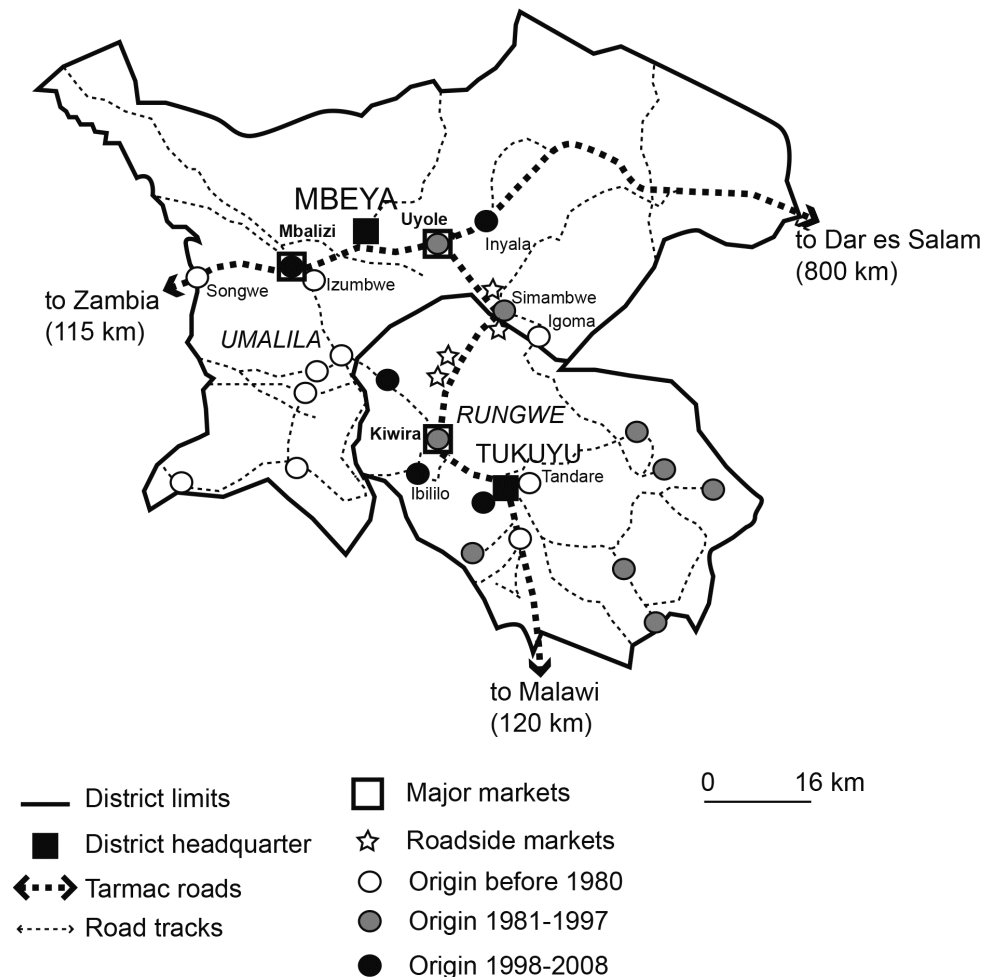 MBEYA
Uyole
Mbalizi
Inyala
to Dar es Salam
(800 km)
Izumbwe
Songwe
to Zambia
(115 km)
Simambwe
Igoma
UMALILA
RUNGWE
Kiwira
TUKUYU
Tandare
Ibililo
to Malawi
(120 km)
0 16 km
District limits
Major markets
District headquarter
Roadside markets
Tarmac roads
Origin before 1980
Road tracks
Origin 1981-1997
Origin 1998-2008